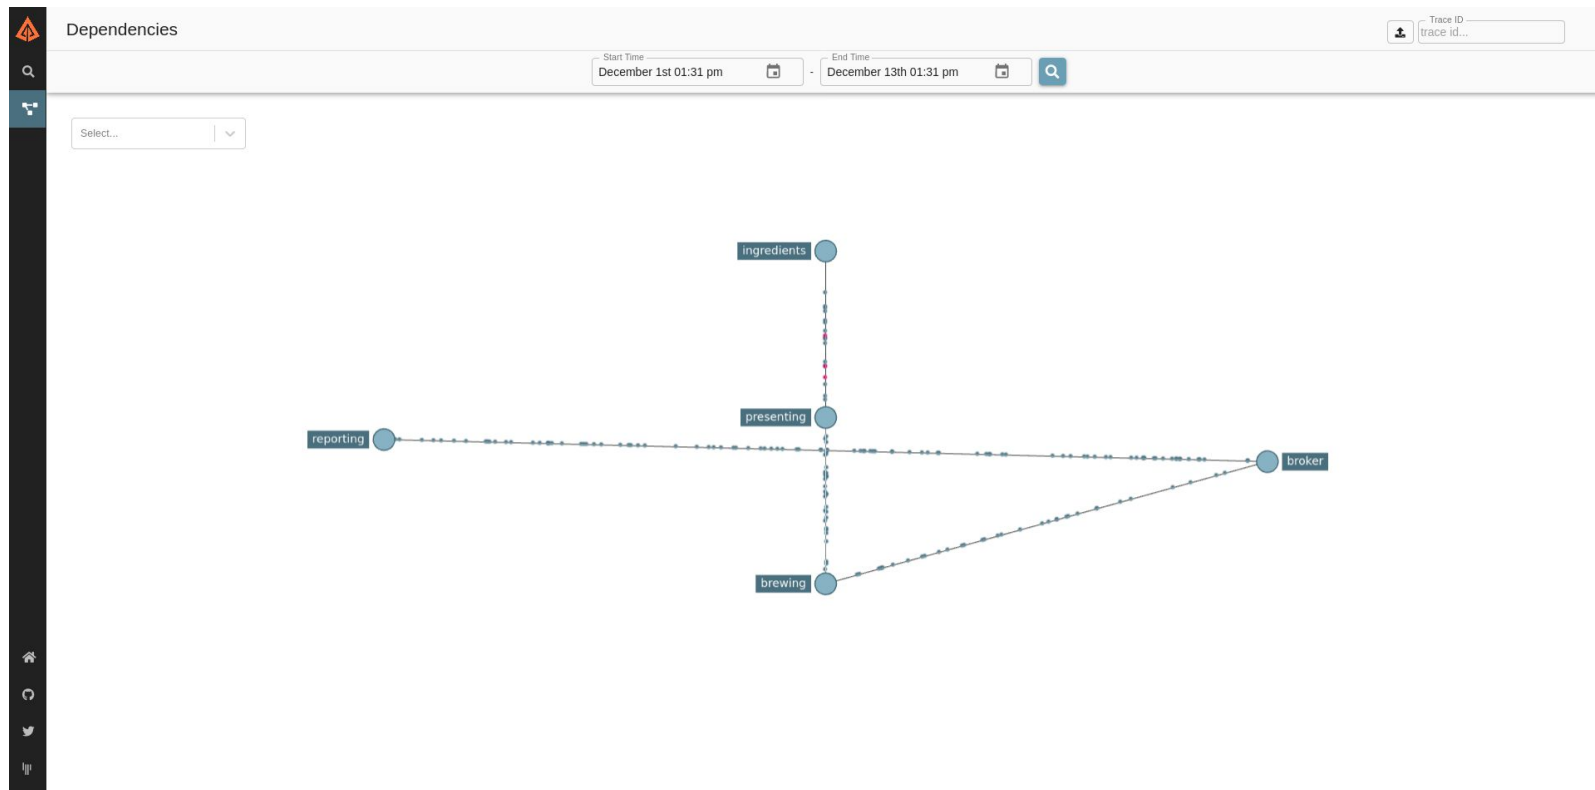 Dependencies
Trace ID
trace id...
Start Time
December 1st 01:31 pm
-
End Time
December 13th 01:31 pm
Select...
ingredients
presenting
reporting
broker
brewing